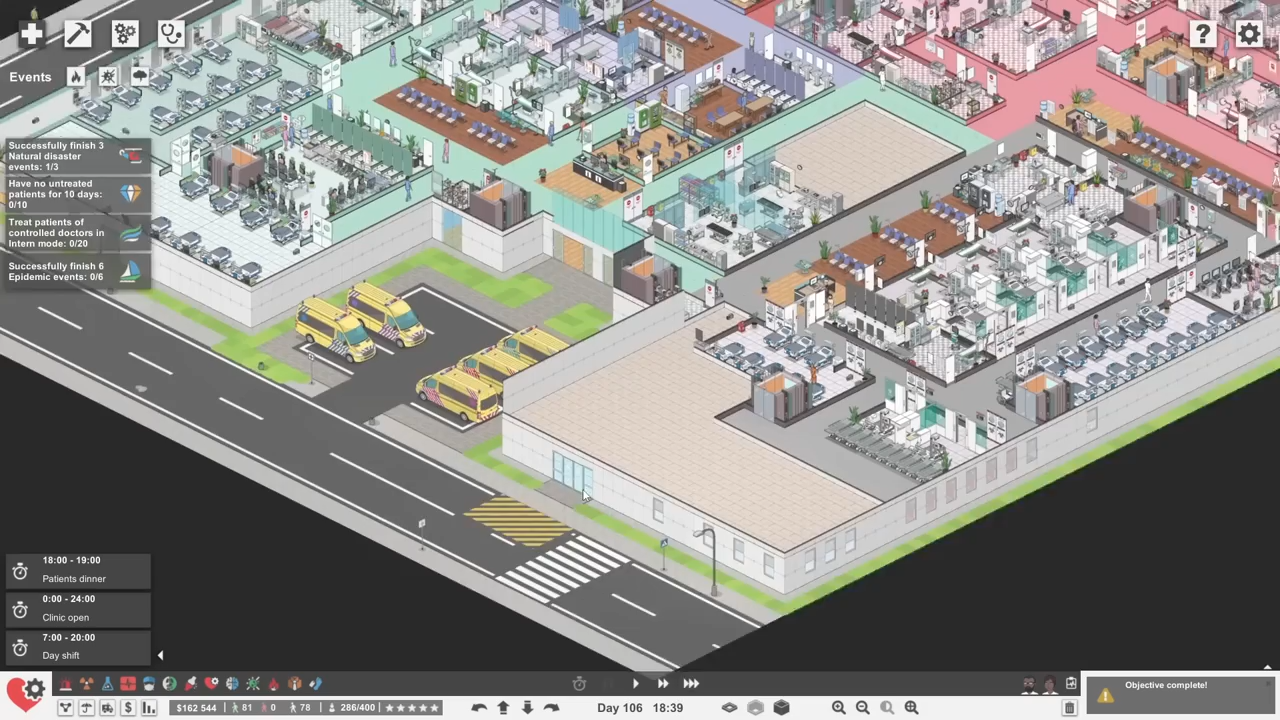 Events
Successfully finish 3
Natural disaster
events: 1/3
Have no untreated
patients for 10 days:
0/10
Treat patients of
controlled doctors in
Intern mode: 0/20
Successfully finish 6
Epidemic events: 0/6
18:00 - 19:00
Patients dinner
0:00 - 24:00
Clinic open
7:00 - 20:00
Day shift
$162 544
81
0
78
286/400
Day 106
18:39
Objective complete!
?
$